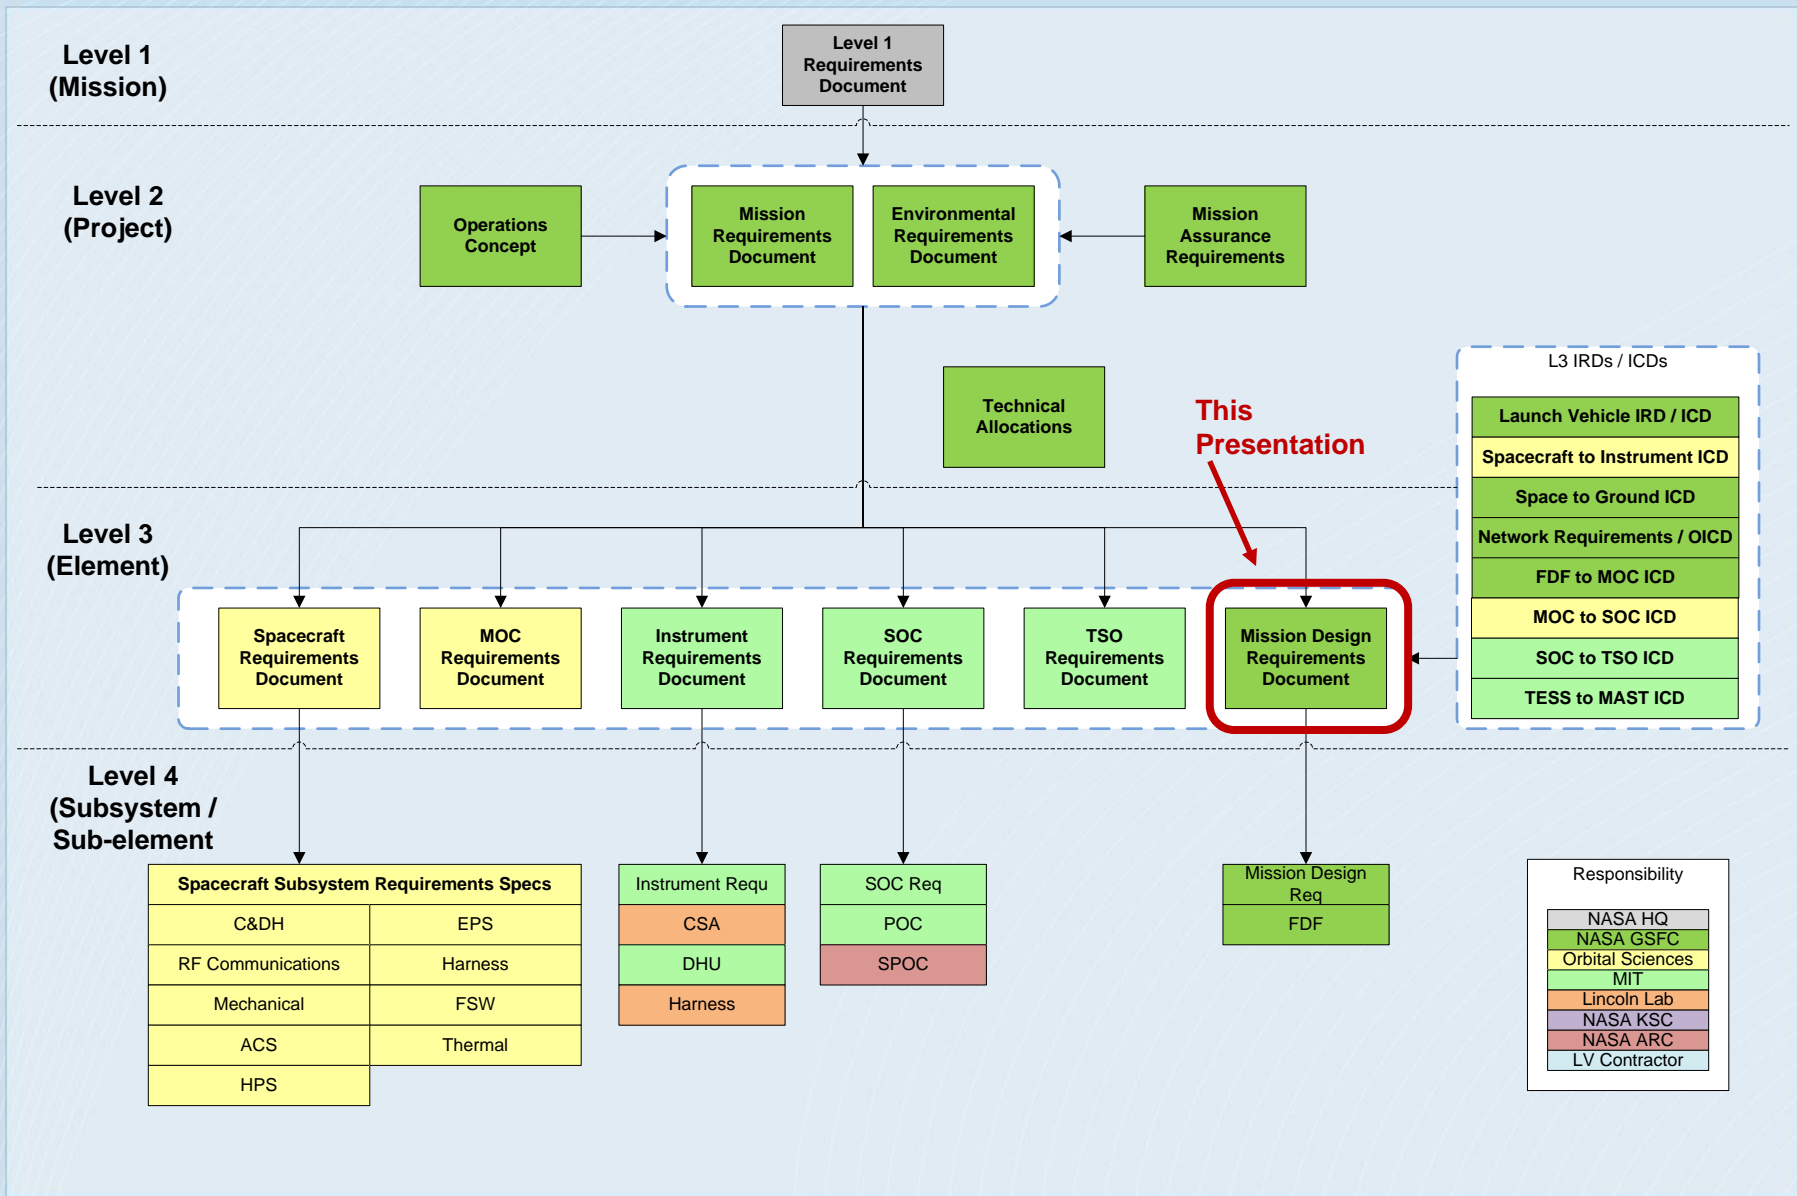 Level 1
(Mission)
Level 1
Requirements
Document
Level 2
(Project)
Operations
Concept
Mission
Requirements
Document
Environmental
Requirements
Document
Mission
Assurance
Requirements
Technical
Allocations
This
Presentation
L3 IRDs / ICDs
Launch Vehicle IRD / ICD
Spacecraft to Instrument ICD
Space to Ground ICD
Network Requirements / OICD
FDF to MOC ICD
MOC to SOC ICD
SOC to TSO ICD
TESS to MAST ICD
Level 3
(Element)
Spacecraft
Requirements
Document
MOC
Requirements
Document
Instrument
Requirements
Document
SOC
Requirements
Document
TSO
Requirements
Document
Mission Design
Requirements
Document
Level 4
(Subsystem /
Sub-element
Spacecraft Subsystem Requirements Specs
C&DH
EPS
RF Communications
Harness
Mechanical
FSW
ACS
Thermal
HPS
Instrument Requ
CSA
DHU
Harness
SOC Req
POC
SPOC
Mission Design
Req
FDF
Responsibility
NASA HQ
NASA GSFC
Orbital Sciences
MIT
Lincoln Lab
NASA KSC
NASA ARC
LV Contractor